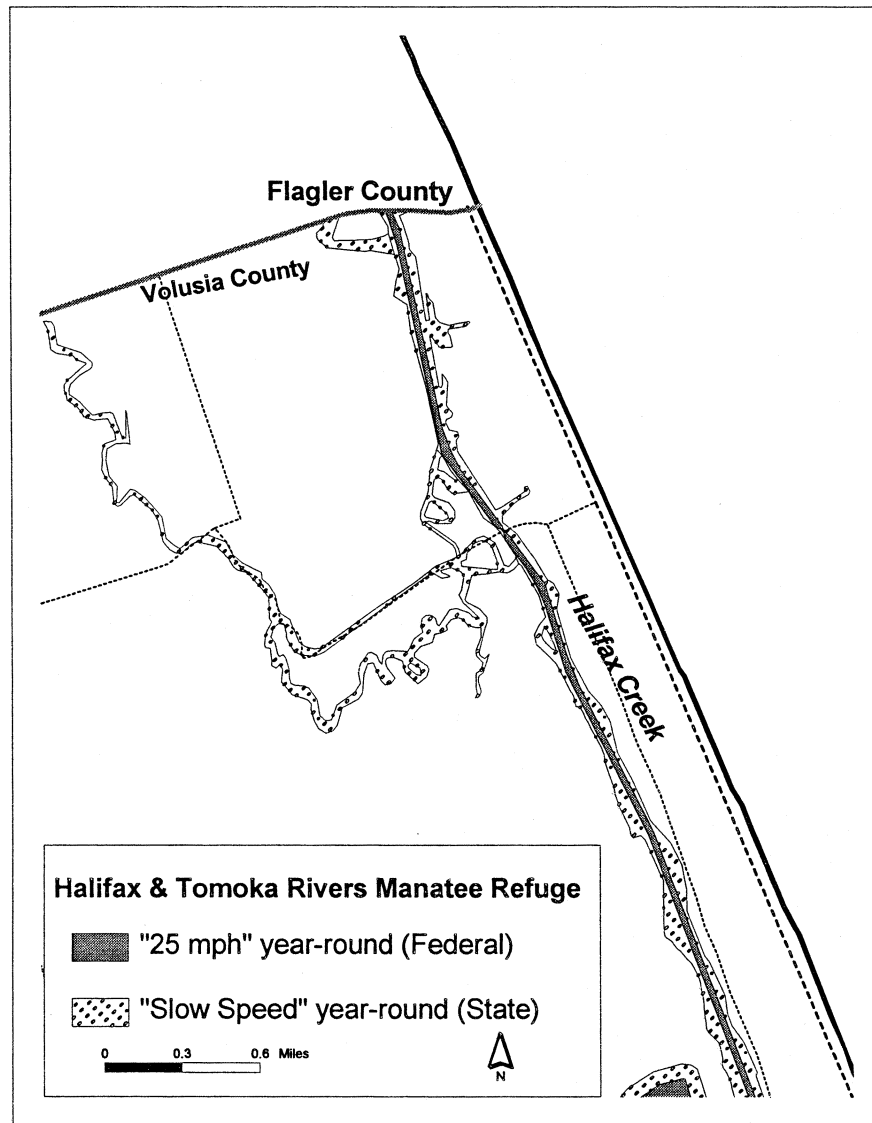 Flagler County
Volusia County
Halifax Creek
Halifax & Tomoka Rivers Manatee Refuge
"25 mph" year-round (Federal)
"Slow Speed" year-round (State)
0 0.3 0.6 Miles
N